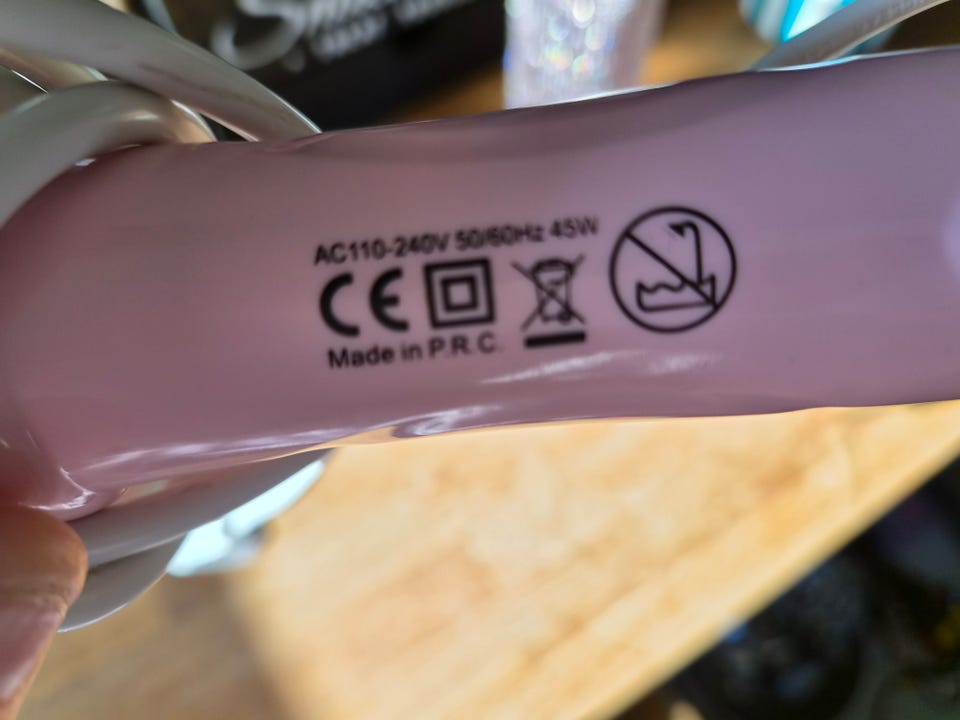 AC110-240V 50/60Hz 45W
CE
Made in P.R.C.